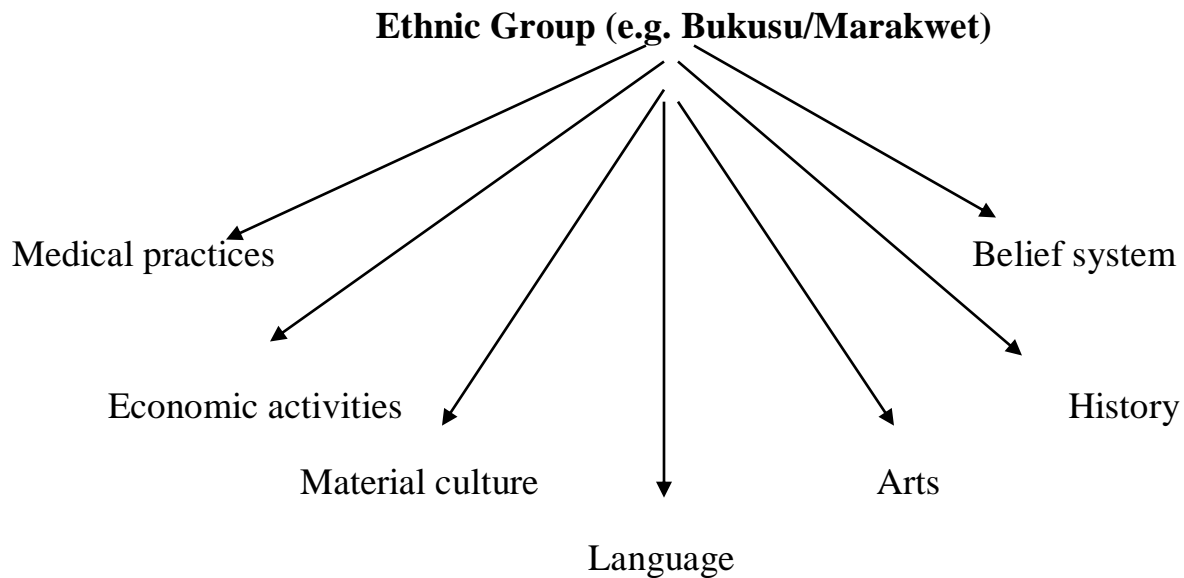 Ethnic Group (e.g. Bukusu/Marakwet)
Medical practices
Belief system
Economic activities
History
Material culture
Arts
Language